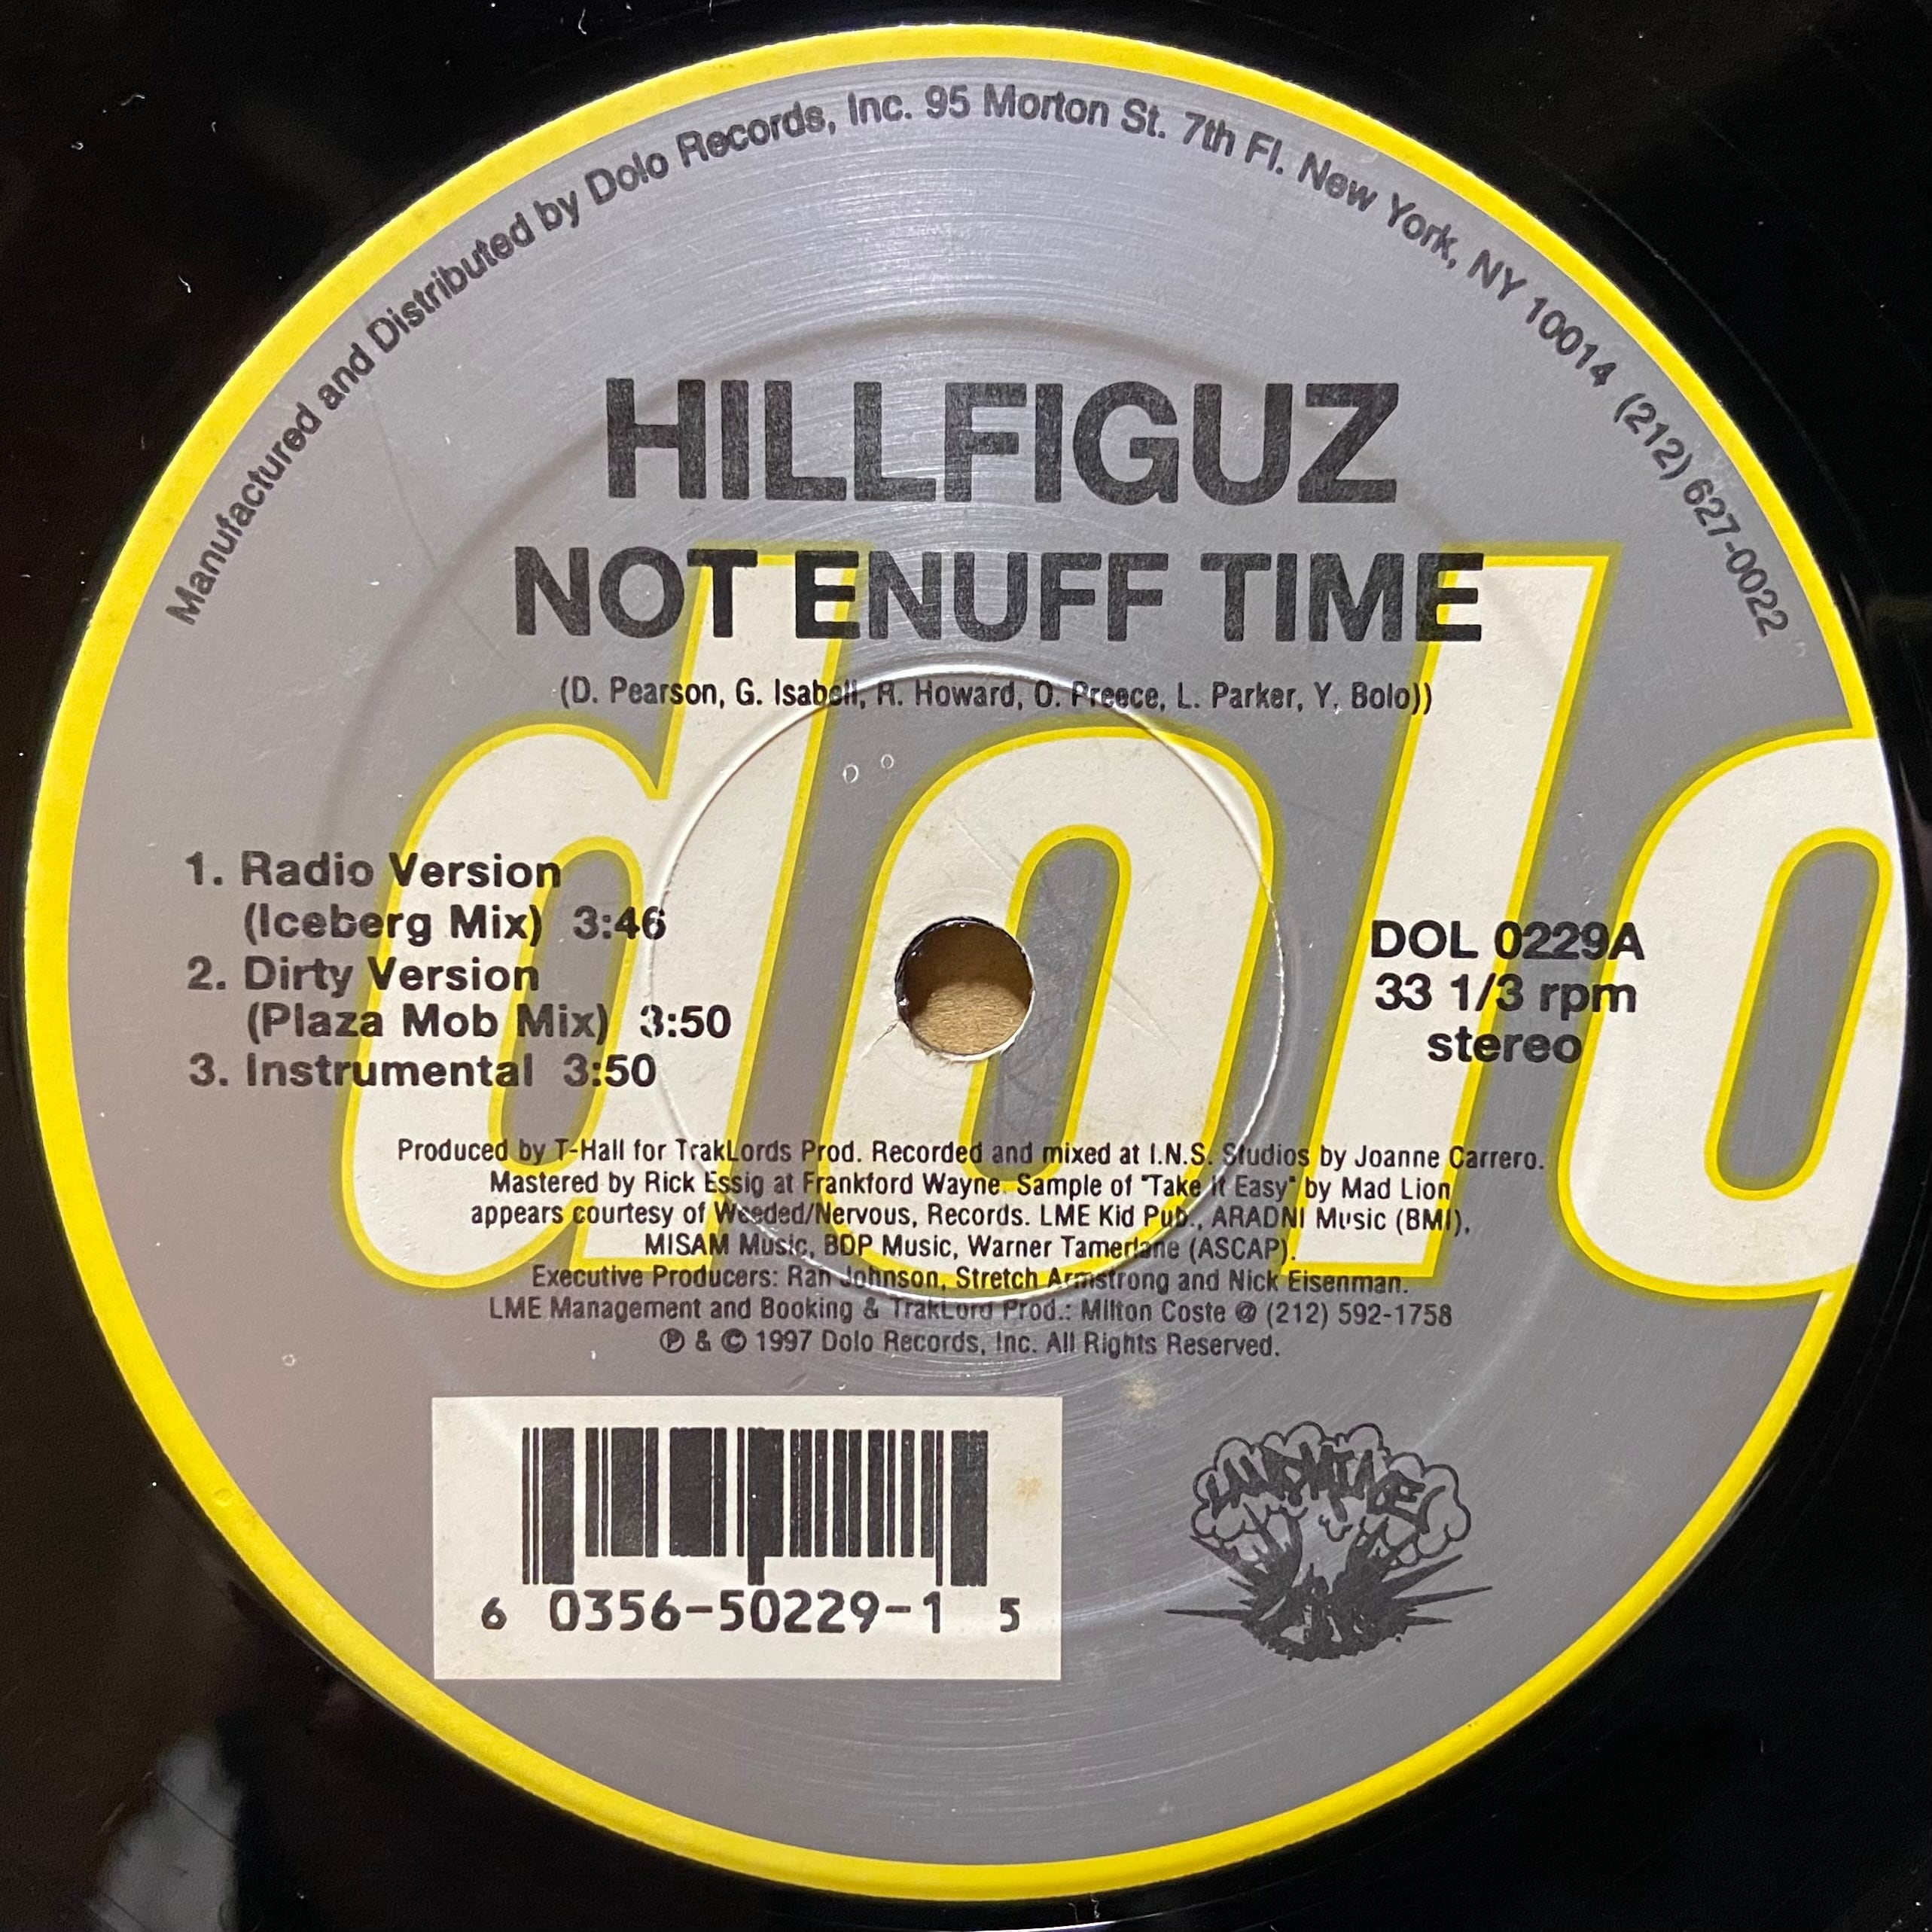 Manufactured and Distributed by Dolo Records, Inc. 95 Morton St. 7th Fl. New York, NY 10014 (212) 627-0022
HILLFIGUZ
NOT ENUFF TIME
(D. Pearson, G. Isabell, R. Howard, O. Preece, L. Parker, Y. Bolo))
dolo
1. Radio Version
(Iceberg Mix) 3:46
2. Dirty Version
(Plaza Mob Mix) 3:50
3. Instrumental 3:50
DOL 0229A
33 1/3 rpm
stereo
Produced by T-Hall for TrakLords Prod. Recorded and mixed at I.N.S. Studios by Joanne Carrero.
Mastered by Rick Essig at Frankford Wayne. Sample of "Take it Easy" by Mad Lion
appears courtesy of Weeded/Nervous, Records. LME Kid Pub., ARADNI Music (BMI),
MISAM Music, BDP Music, Warner Tamerlane (ASCAP).
Executive Producers: Ran Johnson, Stretch Armstrong and Nick Eisenman.
LME Management and Booking & TrakLord Prod.: Milton Coste @ (212) 592-1758
℗ & © 1997 Dolo Records, Inc. All Rights Reserved.
6 0356-50229-1 5
LANDMINE